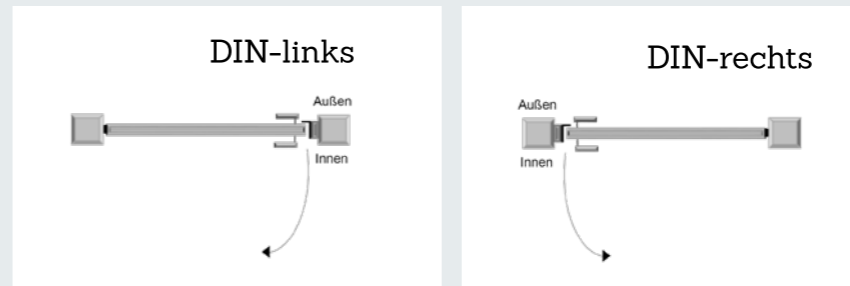 DIN-links
Außen
Innen
DIN-rechts
Außen
Innen